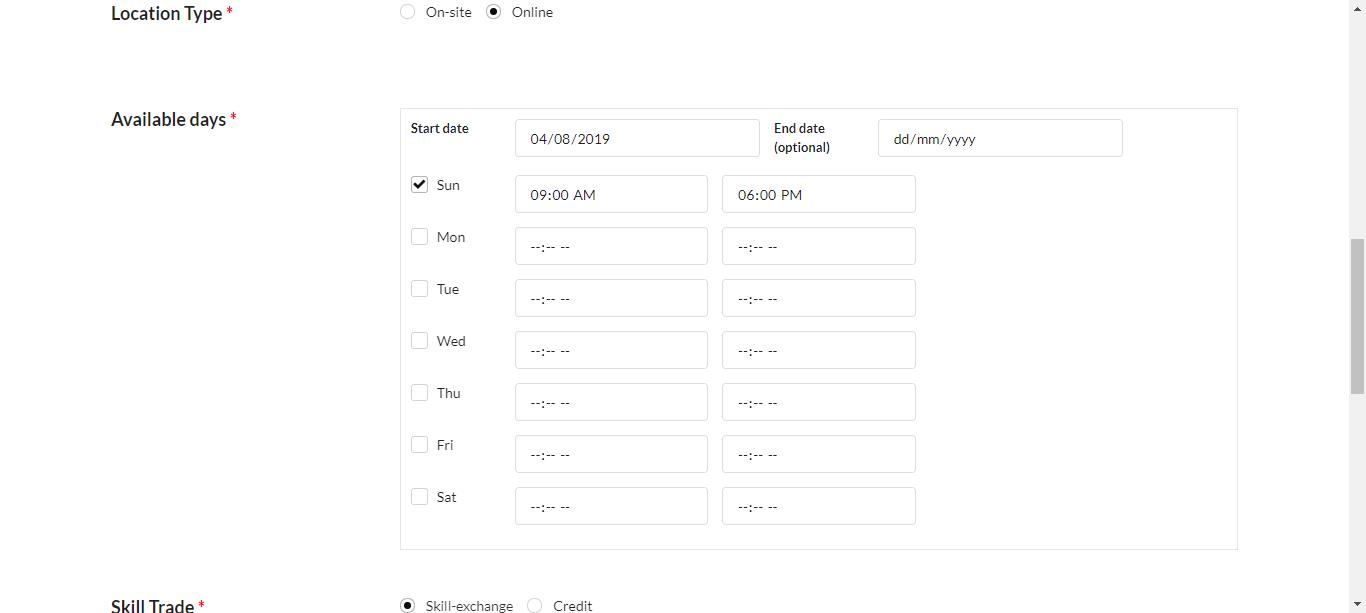 Location Type *
On-site Online
Available days *
Start date 04/08/2019 End date dd/mm/yyyy
(optional)
Sun 09:00 AM 06:00 PM
Mon --:-- -- --:-- --
Tue --:-- -- --:-- --
Wed --:-- -- --:-- --
Thu --:-- -- --:-- --
Fri --:-- -- --:-- --
Sat --:-- -- --:-- --
Skill Trade *
Skill-exchange Credit